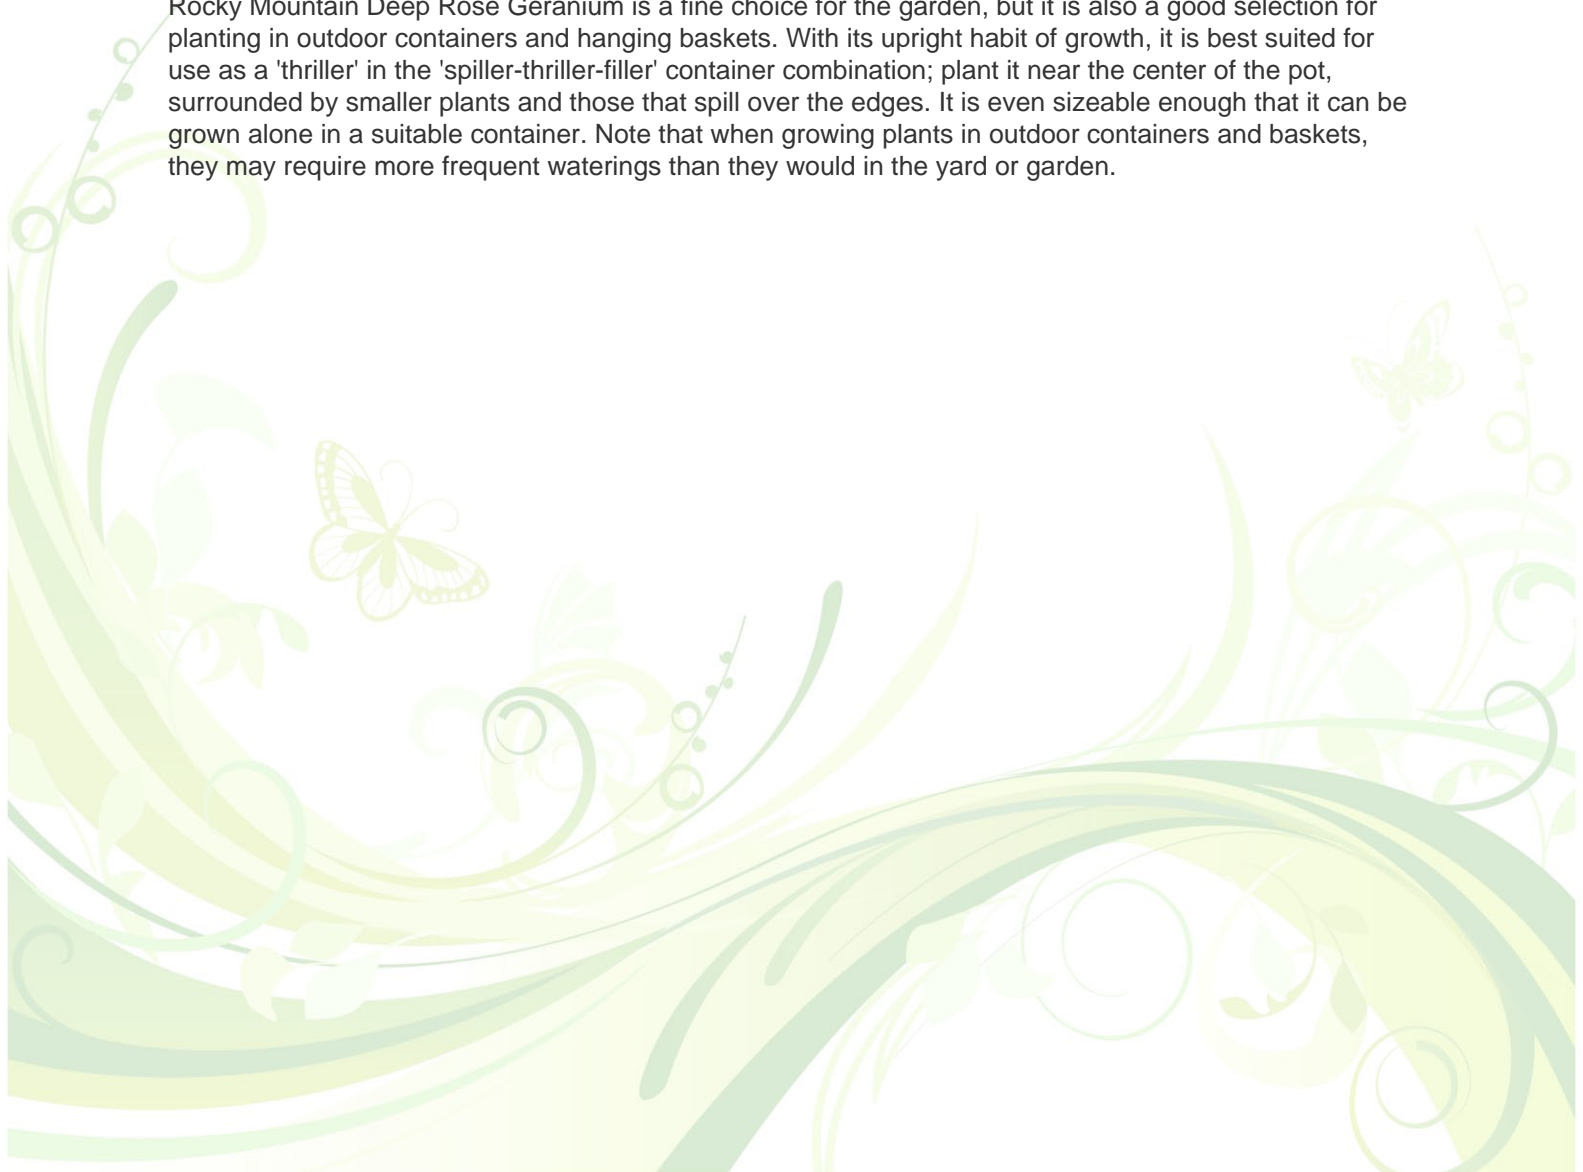 Rocky Mountain Deep Rose Geranium is a fine choice for the garden, but it is also a good selection for
planting in outdoor containers and hanging baskets. With its upright habit of growth, it is best suited for
use as a 'thriller' in the 'spiller-thriller-filler' container combination; plant it near the center of the pot,
surrounded by smaller plants and those that spill over the edges. It is even sizeable enough that it can be
grown alone in a suitable container. Note that when growing plants in outdoor containers and baskets,
they may require more frequent waterings than they would in the yard or garden.